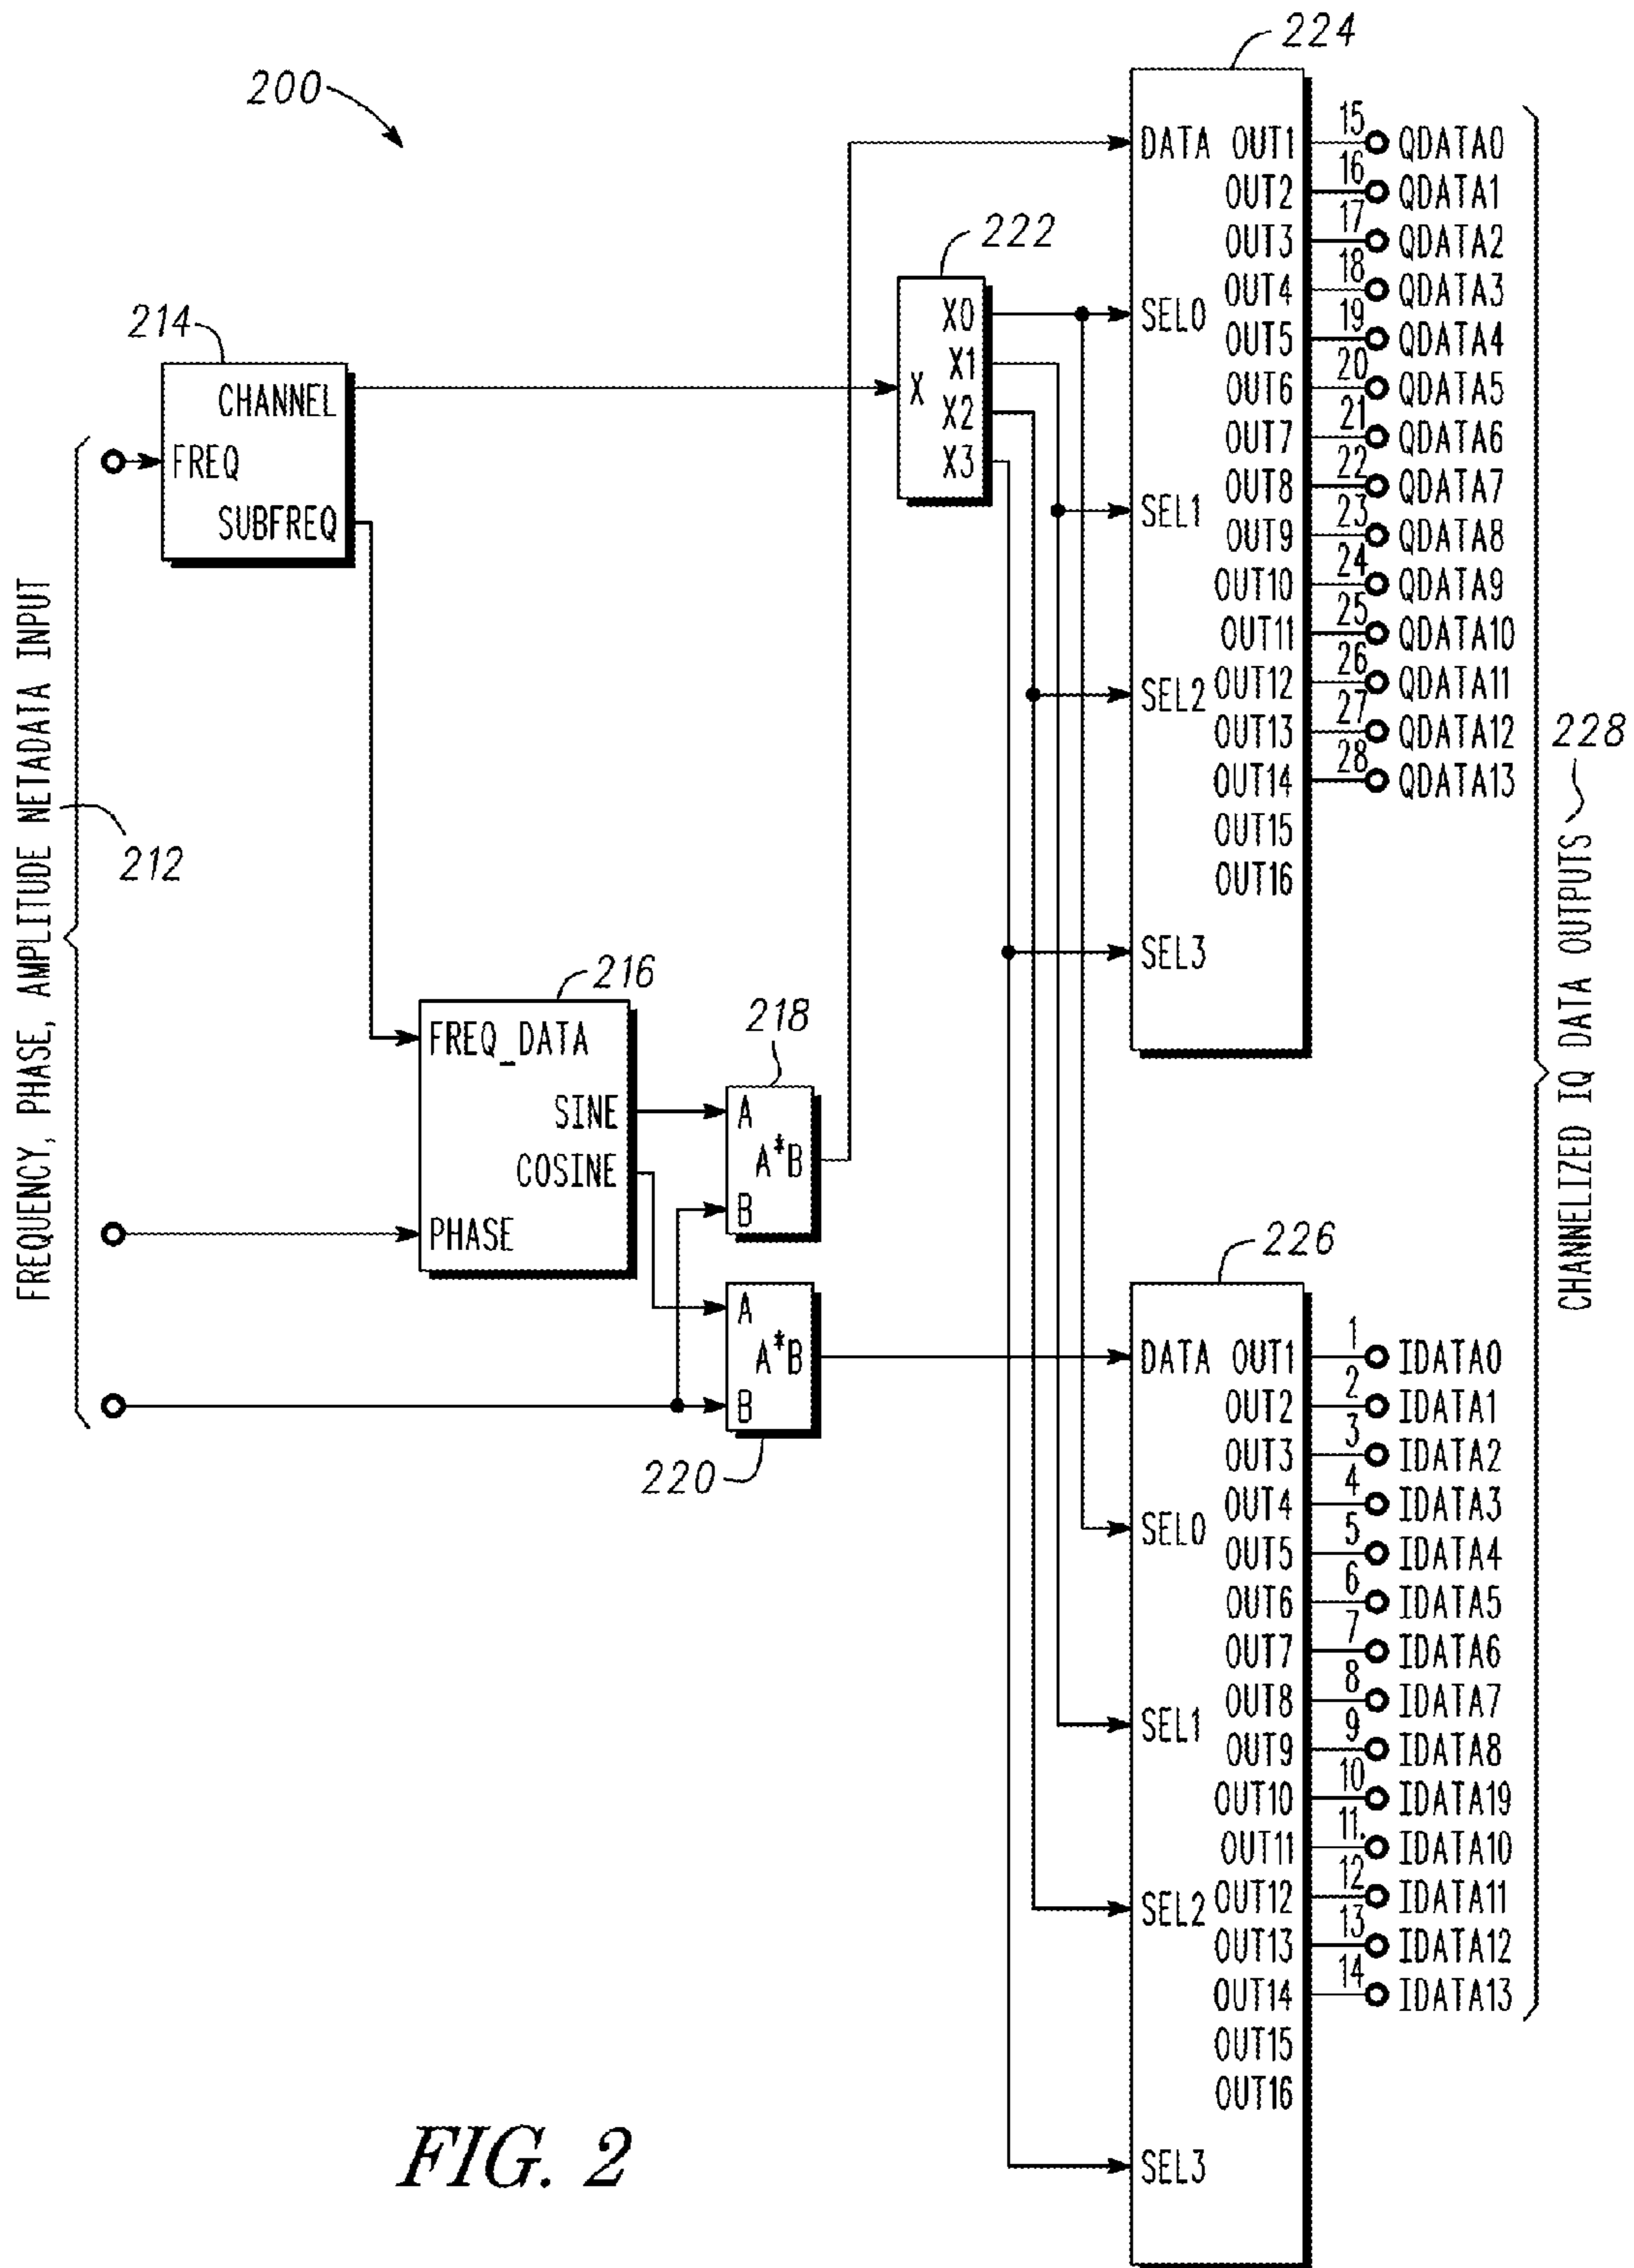 200
FREQUENCY, PHASE, AMPLITUDE NETADATA INPUT
212
214
CHANNEL
FREQ
SUBFREQ
216
FREQ_DATA
SINE
COSINE
PHASE
218
A
A*B
B
A
A*B
B
220
222
X
X0
X1
X2
X3
224
DATA OUT1 15 QDATA0
OUT2 16 QDATA1
OUT3 17 QDATA2
SEL0 OUT4 18 QDATA3
OUT5 19 QDATA4
OUT6 20 QDATA5
OUT7 21 QDATA6
SEL1 OUT8 22 QDATA7
OUT9 23 QDATA8
OUT10 24 QDATA9
OUT11 25 QDATA10
SEL2 OUT12 26 QDATA11
OUT13 27 QDATA12
OUT14 28 QDATA13
OUT15
OUT16
SEL3
226
DATA OUT1 1 IDATA0
OUT2 2 IDATA1
OUT3 3 IDATA2
OUT4 4 IDATA3
SEL0 OUT5 5 IDATA4
OUT6 6 IDATA5
OUT7 7 IDATA6
OUT8 8 IDATA7
SEL1 OUT9 9 IDATA8
OUT10 10 IDATA19
OUT11 11. IDATA10
SEL2 OUT12 12 IDATA11
OUT13 13 IDATA12
OUT14 14 IDATA13
OUT15
OUT16
SEL3
CHANNELIZED IQ DATA OUTPUTS
228
FIG. 2